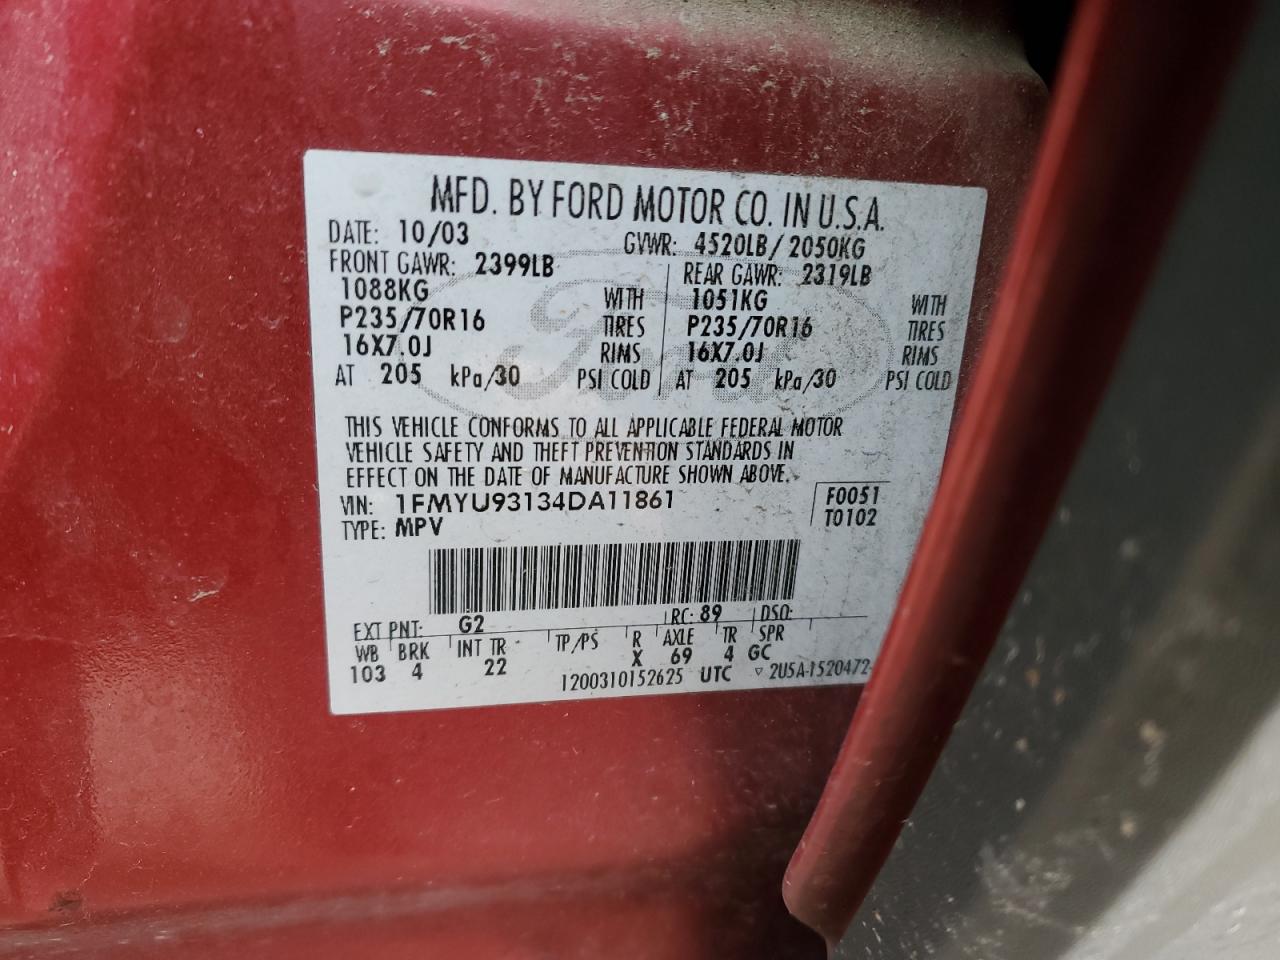 MFD. BY FORD MOTOR CO. IN U.S.A.
DATE: 10/03 GVWR: 4520LB/2050KG
FRONT GAWR: 2399LB REAR GAWR: 2319LB
1088KG WITH 1051KG WITH
P235/70R16 TIRES P235/70R16 TIRES
16X7.0J RIMS 16X7.0J RIMS
AT 205 kPa/30 PSI COLD AT 205 kPa/30 PSI COLD
Ford
THIS VEHICLE CONFORMS TO ALL APPLICABLE FEDERAL MOTOR
VEHICLE SAFETY AND THEFT PREVENTION STANDARDS IN
EFFECT ON THE DATE OF MANUFACTURE SHOWN ABOVE.
VIN: 1FMYU93134DA11861 F0051
TYPE: MPV T0102
EXT PNT: G2 RC: 89 DSO:
WB BRK INT TR TP/PS R AXLE TR SPR
103 4 22 X 69 4 GC
1200310152625 UTC ▽ 2U5A-1520472-